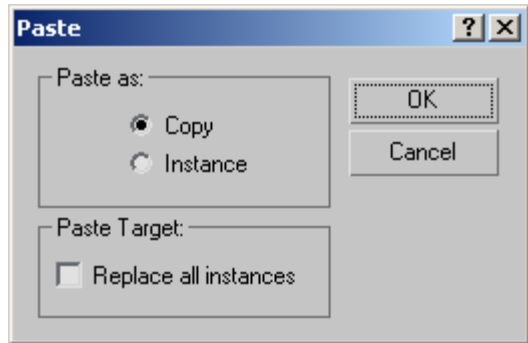 Paste
Paste as:
Copy
Instance
OK
Cancel
Paste Target:
Replace all instances